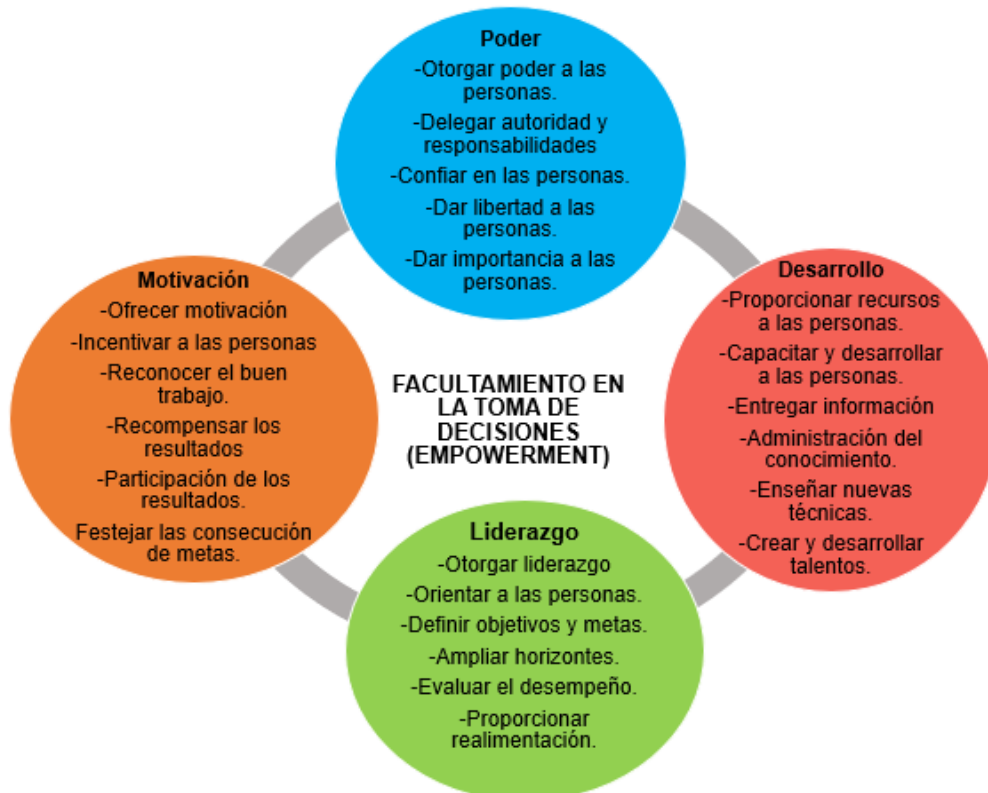 Poder
-Otorgar poder a las
personas.
-Delegar autoridad y
responsabilidades
-Confiar en las personas.
-Dar libertad a las
personas.
-Dar importancia a las
personas.
Motivación
-Ofrecer motivación
-Incentivar a las personas
-Reconocer el buen
trabajo.
-Recompensar los
resultados
-Participación de los
resultados.
Festejar las consecución
de metas.
FACULTAMIENTO EN
LA TOMA DE
DECISIONES
(EMPOWERMENT)
Desarrollo
-Proporcionar recursos
a las personas.
-Capacitar y desarrollar
a las personas.
-Entregar información
-Administración del
conocimiento.
-Enseñar nuevas
técnicas.
-Crear y desarrollar
talentos.
Liderazgo
-Otorgar liderazgo
-Orientar a las personas.
-Definir objetivos y metas.
-Ampliar horizontes.
-Evaluar el desempeño.
-Proporcionar
realimentación.